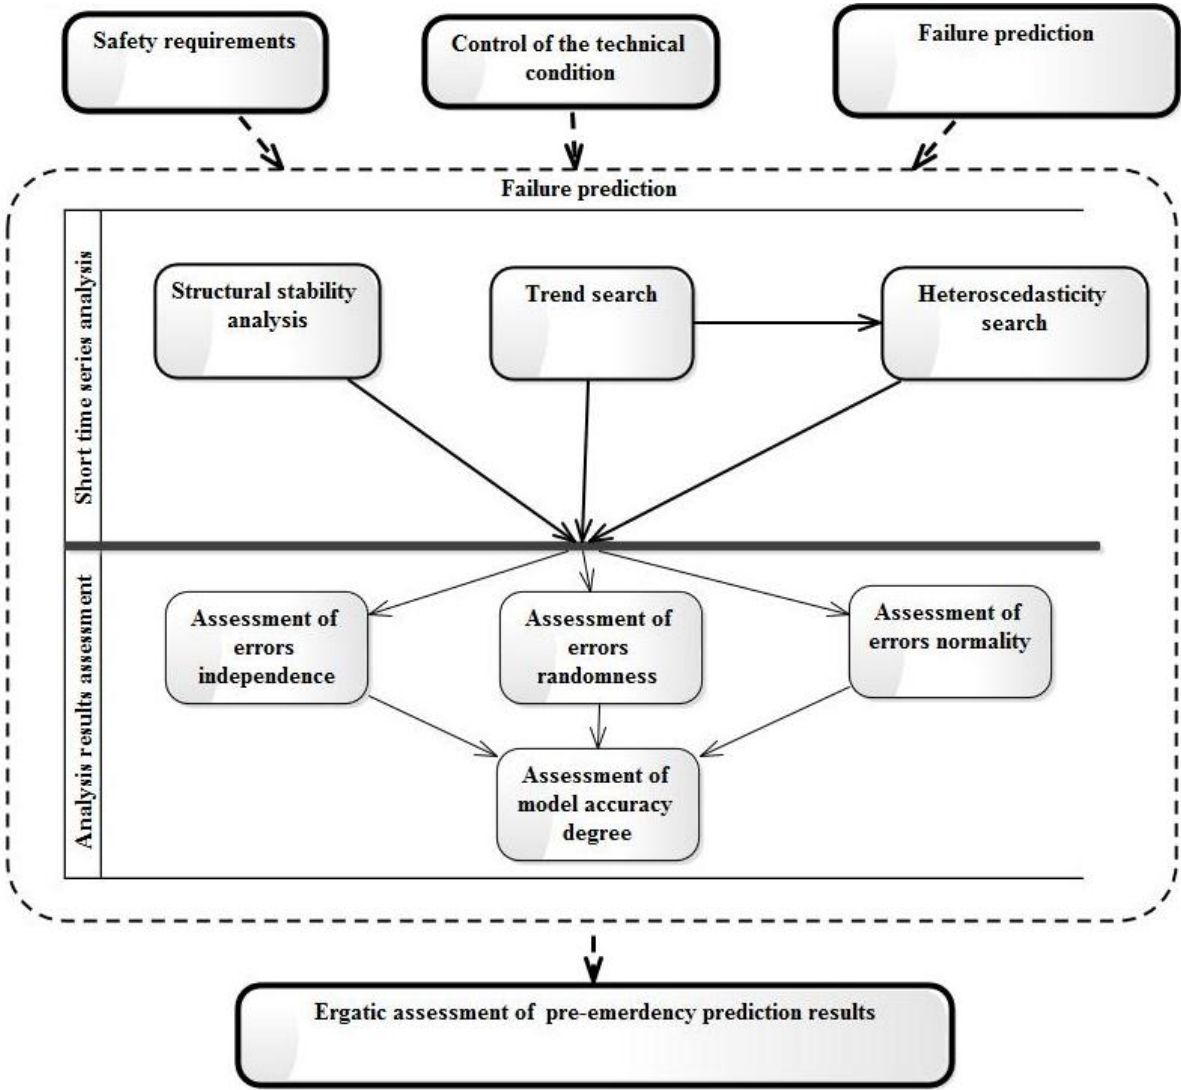 Safety requirements
Control of the technical
condition
Failure prediction
Failure prediction
Short time series analysis
Structural stability
analysis
Trend search
Heteroscedasticity
search
Analysis results assessment
Assessment of
errors
independence
Assessment of
errors
randomness
Assessment of
errors normality
Assessment of
model accuracy
degree
Ergatic assessment of pre-emerdency prediction results